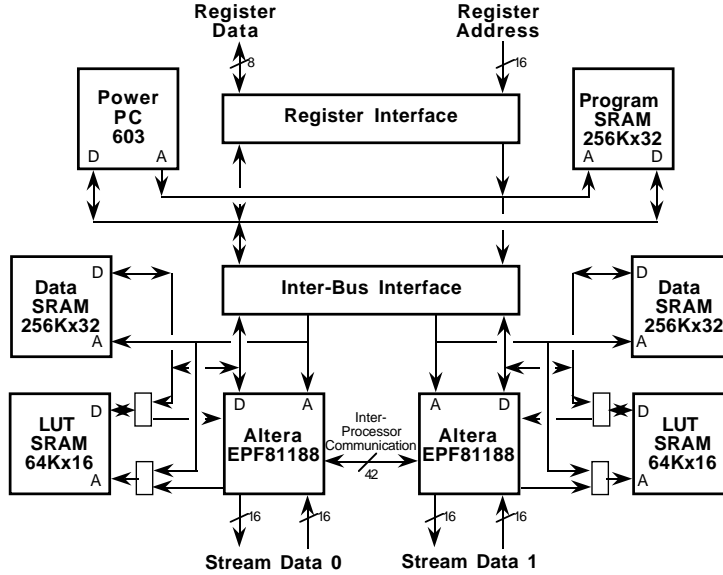 Register
Data
Register
Address
8
16
Power
PC
603
D
A
Register Interface
Program
SRAM
256Kx32
A
D
Data
SRAM
256Kx32
D
A
Inter-Bus Interface
D
Data
SRAM
256Kx32
A
LUT
SRAM
64Kx16
D
A
D
A
Altera
EPF81188
Inter-
Processor
Communication
42
A
D
Altera
EPF81188
D
LUT
SRAM
64Kx16
A
16
16
16
16
Stream Data 0
Stream Data 1